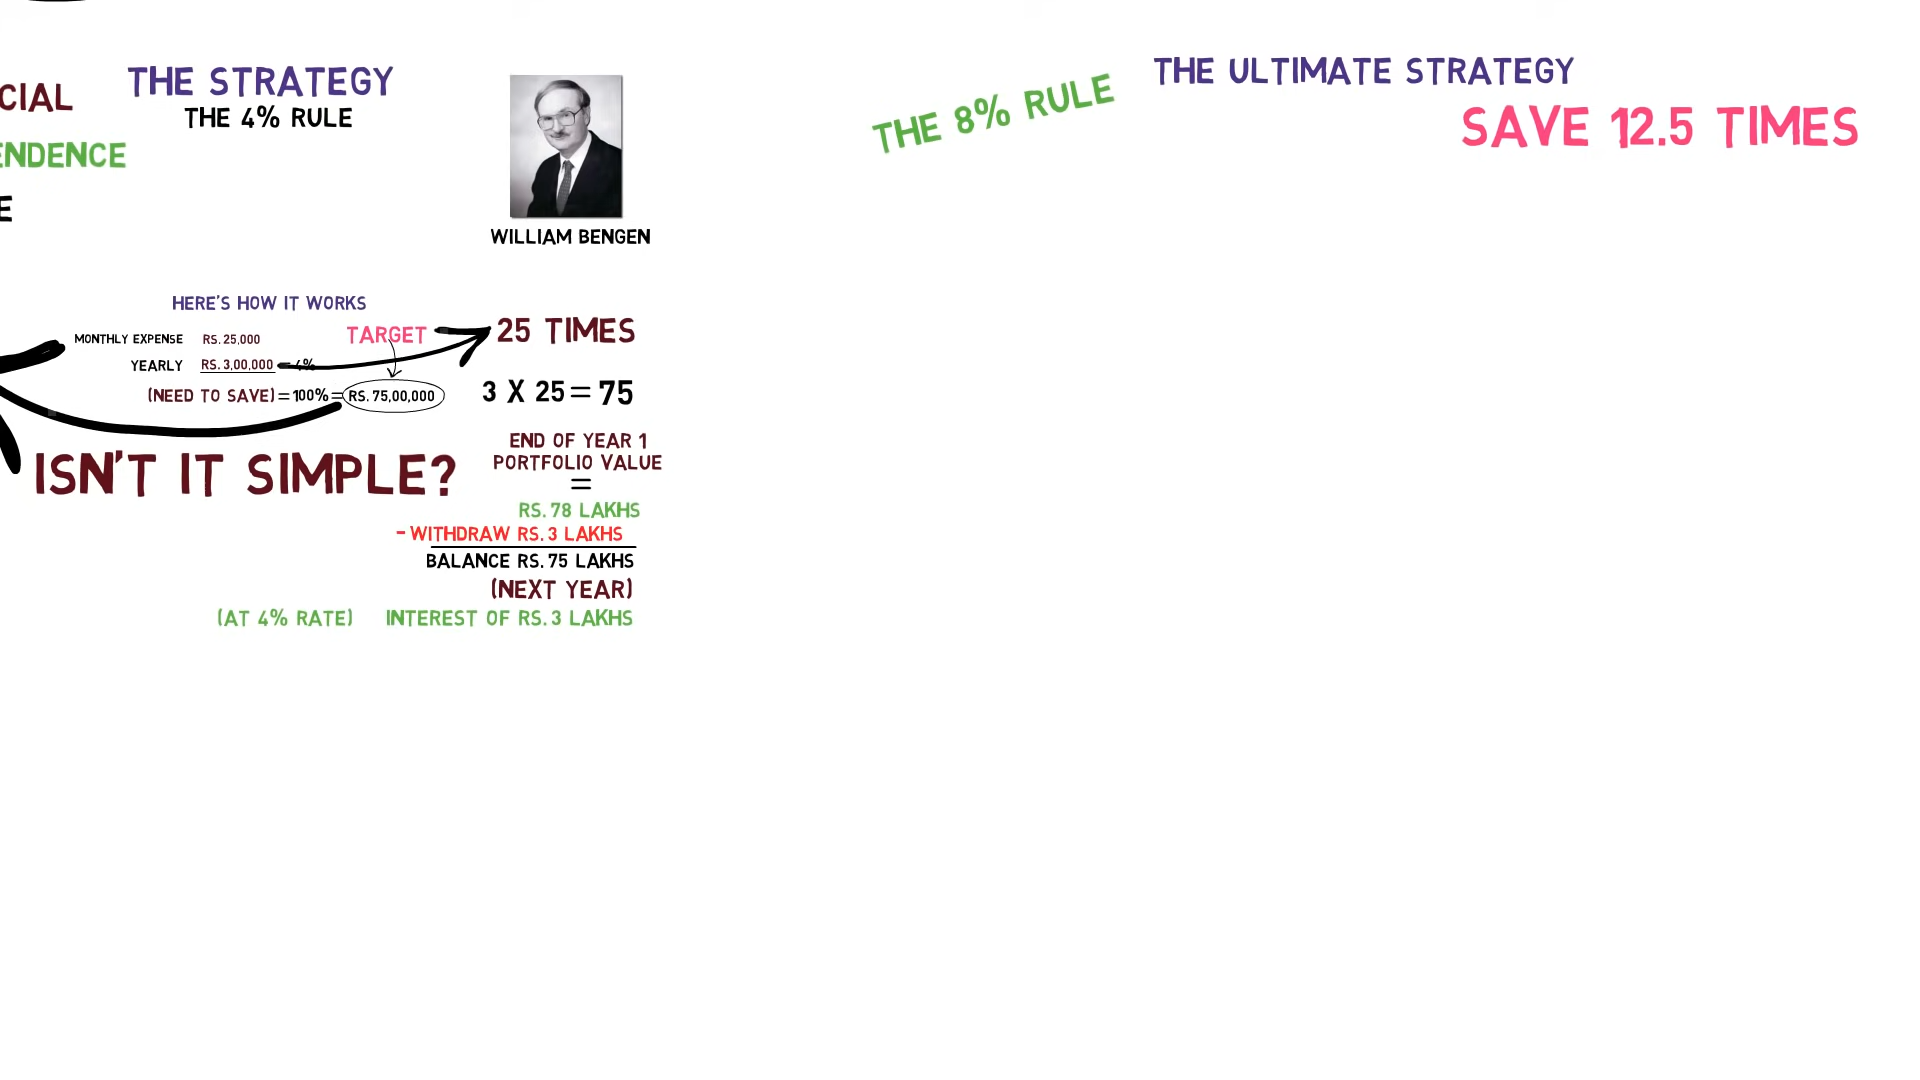 CIAL
ENDENCE
E
THE STRATEGY
THE 4% RULE
WILLIAM BENGEN
HERE'S HOW IT WORKS
MONTHLY EXPENSE RS. 25,000
YEARLY RS. 3,00,000 = 4%
(NEED TO SAVE) = 100% = RS. 75,00,000
TARGET
25 TIMES
3 X 25 = 75
ISN'T IT SIMPLE?
END OF YEAR 1
PORTFOLIO VALUE
=
RS. 78 LAKHS
- WITHDRAW RS. 3 LAKHS
BALANCE RS. 75 LAKHS
(NEXT YEAR)
(AT 4% RATE) INTEREST OF RS. 3 LAKHS
THE 8% RULE
THE ULTIMATE STRATEGY
SAVE 12.5 TIMES